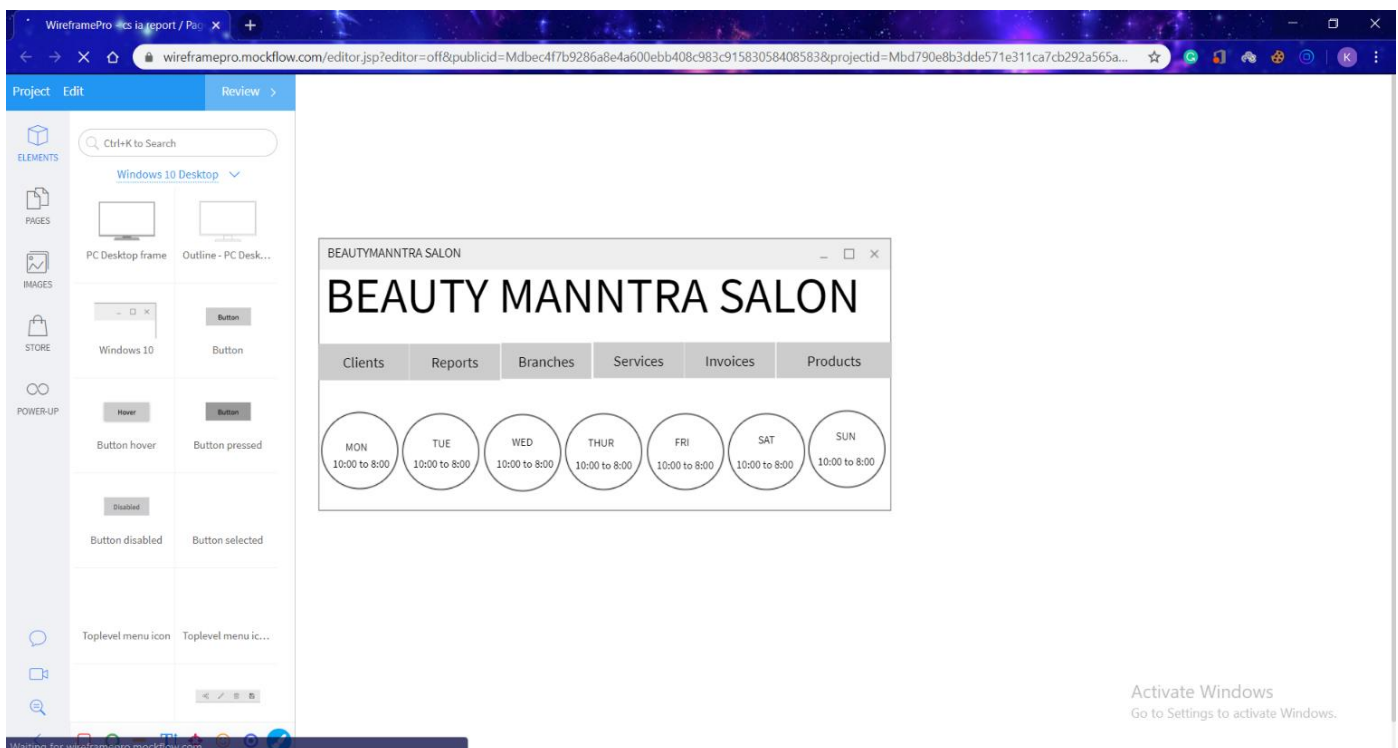 WireframePro - cs ia report / Pag
wireframepro.mockflow.com/editor.jsp?editor=off&publicid=Mdbec4f7b9286a8e4a600ebb408c983c91583058408583&projectid=Mbd790e8b3dde571e311ca7cb292a565a...
K
Project Edit Review >
ELEMENTS
PAGES
IMAGES
STORE
POWER-UP
Ctrl+K to Search
Windows 10 Desktop
PC Desktop frame Outline - PC Desk...
Button
Windows 10 Button
Hover Button
Button hover Button pressed
Disabled
Button disabled Button selected
Toplevel menu icon Toplevel menu ic...
BEAUTYMANNTRA SALON
BEAUTY MANNTRA SALON
Clients Reports Branches Services Invoices Products
MON TUE WED THUR FRI SAT SUN
10:00 to 8:00 10:00 to 8:00 10:00 to 8:00 10:00 to 8:00 10:00 to 8:00 10:00 to 8:00 10:00 to 8:00
Activate Windows
Go to Settings to activate Windows.
Waiting for wireframepro.mockflow.com